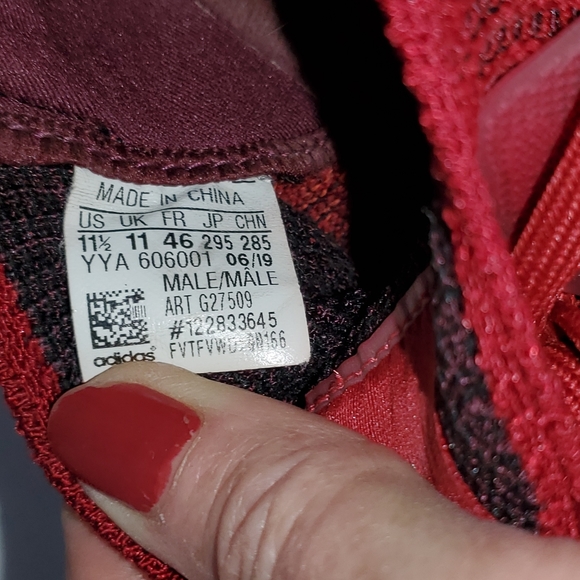 MADE IN CHINA
US UK FR JP CHN
11½ 11 46 295 285
YYA 606001 06/19
MALE/MÂLE
ART G27509
#122833645
adidas